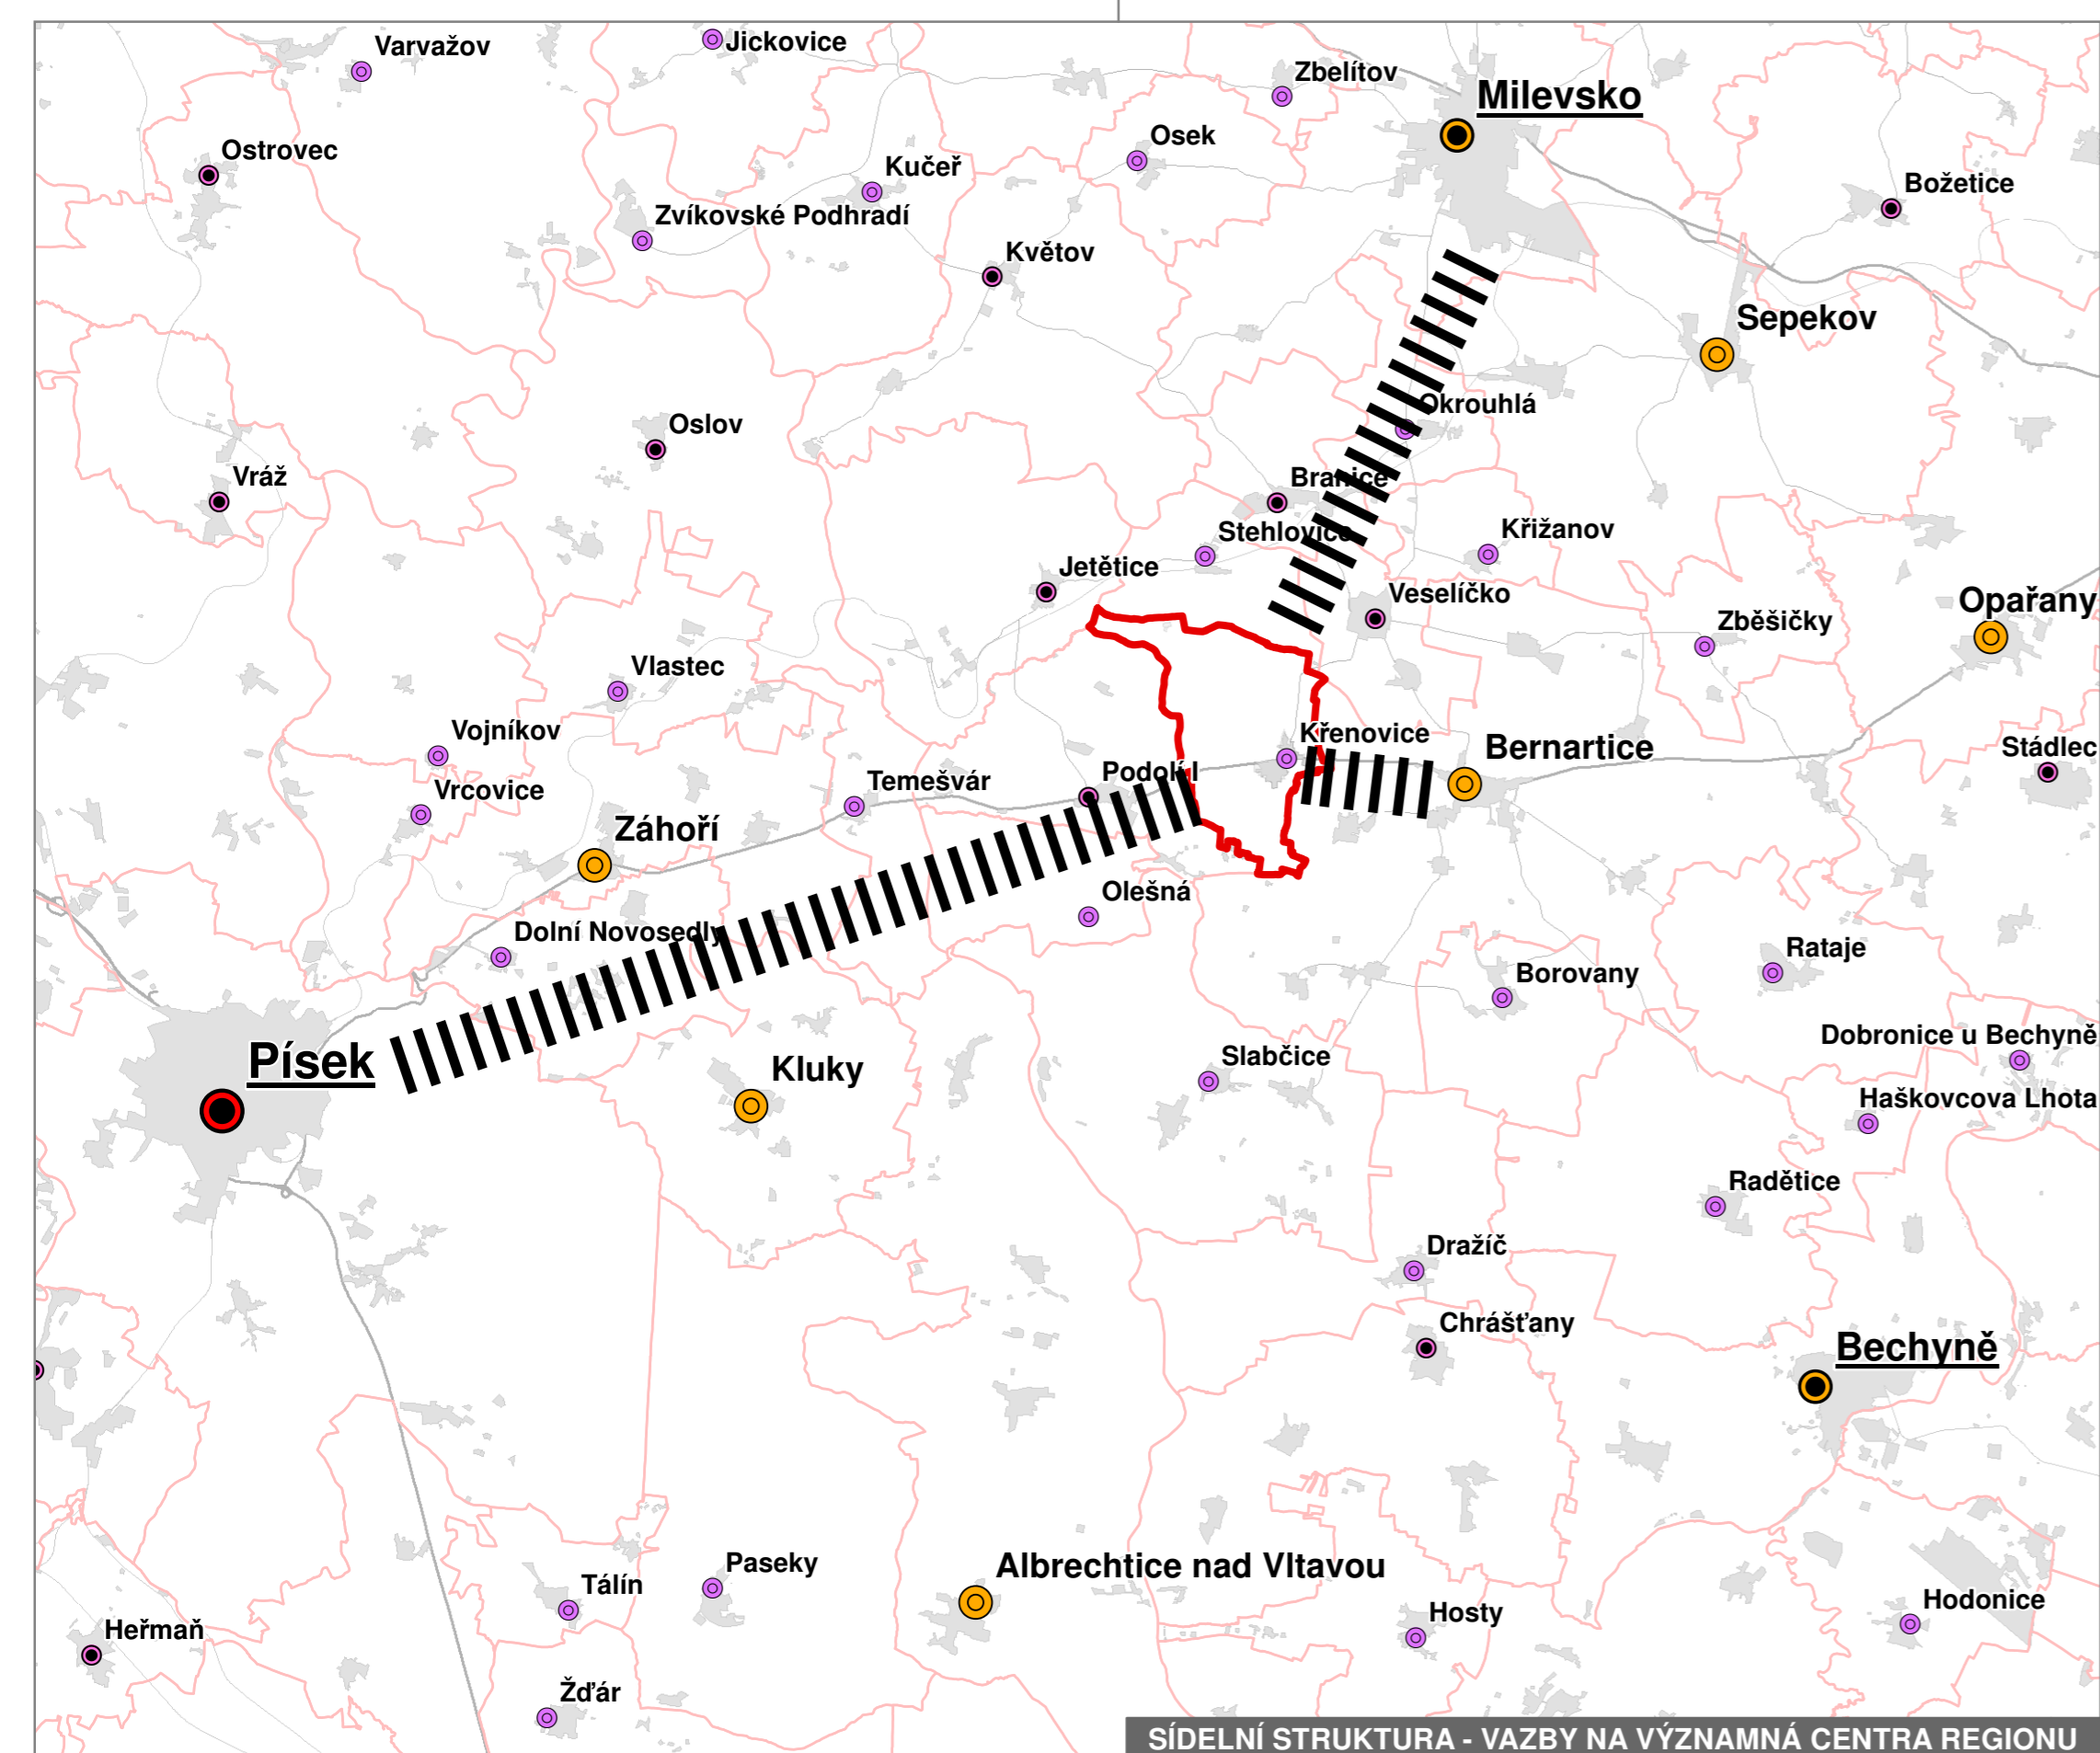 Varvažov
Jickovice
Zbelítov
Milevsko
Ostrovec
Osek
Kučeř
Božetice
Zvíkovské Podhradí
Květov
Sepekov
Oslov
Okrouhlá
Vráž
Branice
Stehlovice
Křižanov
Jetětice
Veselíčko
Opařany
Zběšičky
Vlastec
Vojníkov
Křenovice
Bernartice
Stádlec
Temešvár
Podolí I
Vrcovice
Záhoří
Olešná
Dolní Novosedly
Rataje
Borovany
Dobronice u Bechyně
Písek
Slabčice
Kluky
Haškovcova Lhota
Radětice
Dražíč
Chrášťany
Bechyně
Paseky
Albrechtice nad Vltavou
Tálín
Hodonice
Hosty
Heřmaň
Žďár
SÍDELNÍ STRUKTURA - VAZBY NA VÝZNAMNÁ CENTRA REGIONU